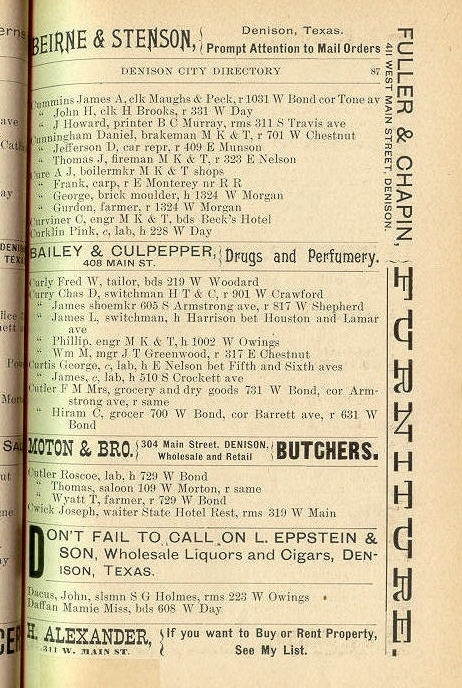 BEIRNE & STENSON, { Denison, Texas.
Prompt Attention to Mail Orders
DENISON CITY DIRECTORY 87
Cummins James A, clk Maughs & Peck, r 1031 W Bond cor Tone av
“ John H, clk H Brooks, r 331 W Day
“ J Howard, printer B C Murray, rms 311 S Travis ave
Cunningham Daniel, brakeman M K & T, r 701 W Chestnut
“ Jefferson D, car repr, r 409 E Munson
“ Thomas J, fireman M K & T, r 323 E Nelson
Cure A J, boilermkr M K & T shops
“ Frank, carp, r E Monterey nr R R
“ George, brick moulder, h 1324 W Morgan
“ Gurdon, farmer, r 1324 W Morgan
Curviner C, engr M K & T, bds Beck's Hotel
Curklin Pink, c, lab, h 228 W Day
BAILEY & CULPEPPER, } Drugs and Perfumery.
408 MAIN ST.
Curly Fred W, tailor, bds 219 W Woodard
Curry Chas D, switchman H T & C, r 901 W Crawford
“ James shoemkr 605 S Armstrong ave, r 817 W Shepherd
“ James L, switchman, h Harrison bet Houston and Lamar
ave
“ Phillip, engr M K & T, h 1002 W Owings
“ Wm M, mgr J T Greenwood, r 317 E Chestnut
Curtis George, c, lab, h E Nelson bet Fifth and Sixth aves
“ James, c, lab, h 510 S Crockett ave
Cutler F M Mrs, grocery and dry goods 731 W Bond, cor Arm-
strong ave, r same
“ Hiram C, grocer 700 W Bond, cor Barrett ave, r 631 W
Bond
MOTON & BRO. { 304 Main Street, DENISON, } BUTCHERS.
Wholesale and Retail
Cutler Roscoe, lab, h 729 W Bond
“ Thomas, saloon 109 W Morton, r same
“ Wyatt T, farmer, r 729 W Bond
Cwick Joseph, waiter State Hotel Rest, rms 319 W Main
DON'T FAIL TO CALL ON L. EPPSTEIN &
SON, Wholesale Liquors and Cigars, DEN-
ISON, TEXAS.
Dacus, John, slsmn S G Holmes, rms 223 W Owings
Daffan Mamie Miss, bds 608 W Day
H. ALEXANDER, { If you want to Buy or Rent Property,
311 W. MAIN ST. See My List.
FULLER & CHAPIN,
411 WEST MAIN STREET, DENISON.
FURNITURE.